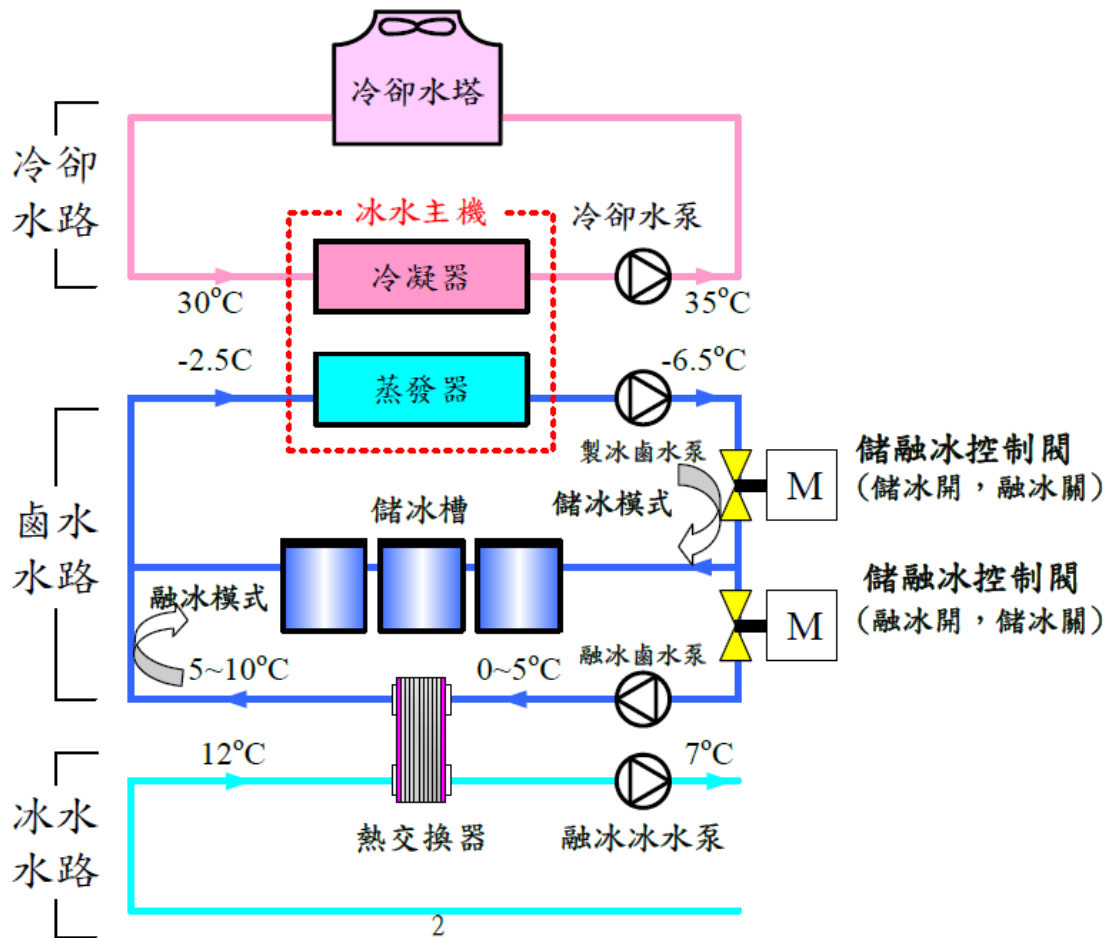 冷卻水塔
冷卻
水路
冰水主機
冷卻水泵
冷凝器
30°C
35°C
-2.5C
-6.5°C
蒸發器
製冰鹵水泵
儲融冰控制閥
(儲冰開，融冰關)
M
儲冰模式
儲冰槽
鹵水
水路
融冰模式
儲融冰控制閥
(融冰開，儲冰關)
M
融冰鹵水泵
5~10°C
0~5°C
12°C
7°C
冰水
水路
熱交換器
融冰冰水泵
2